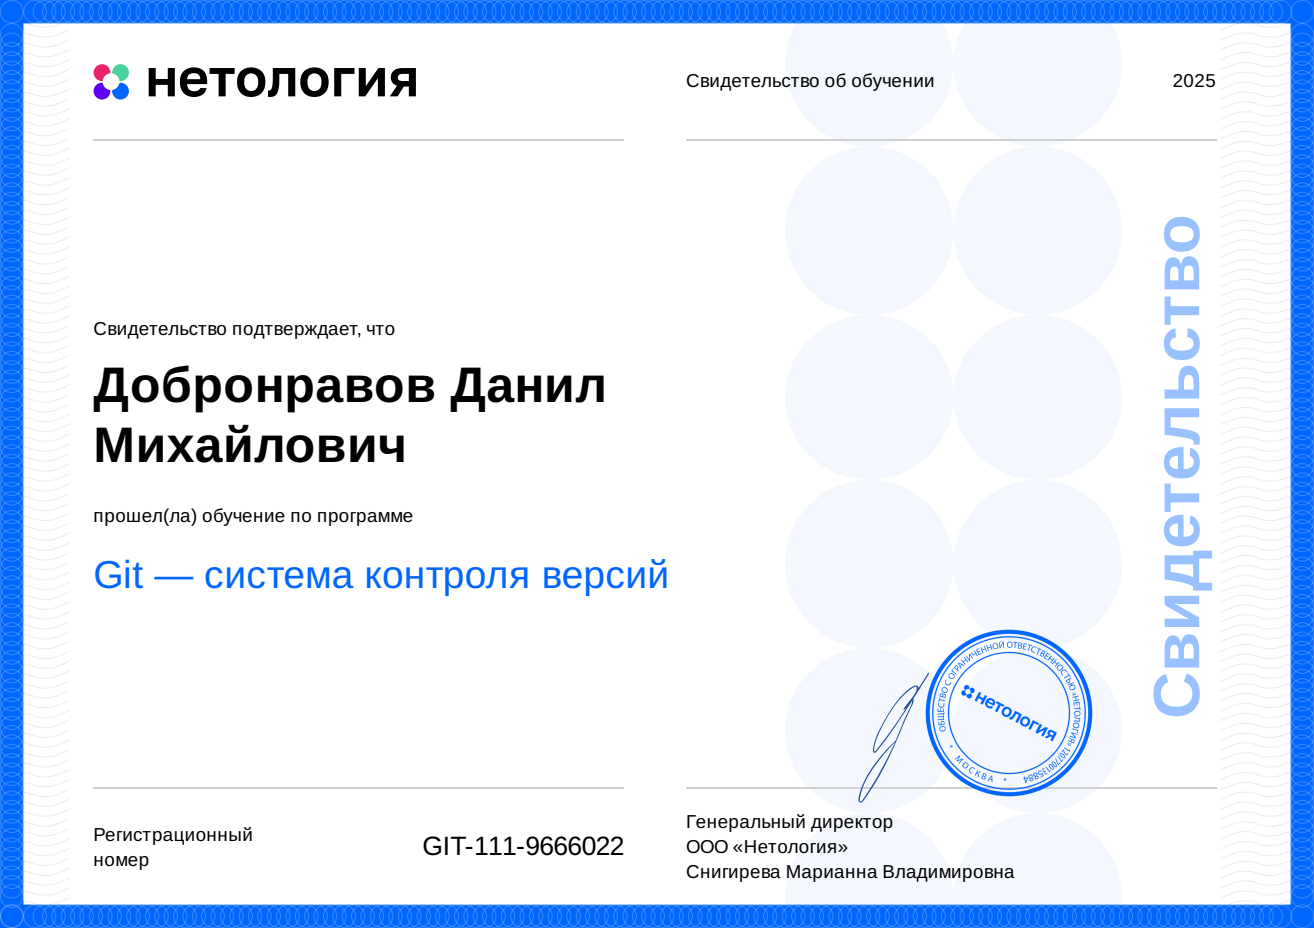 нетология
Свидетельство об обучении
2025
Свидетельство подтверждает, что
Добронравов Данил
Михайлович
прошел(ла) обучение по программе
Git — система контроля версий
Свидетельство
ОБЩЕСТВО С ОГРАНИЧЕННОЙ ОТВЕТСТВЕННОСТЬЮ «НЕТОЛОГИЯ» 1207700135884
* МОСКВА *
нетология
Регистрационный
номер
GIT-111-9666022
Генеральный директор
ООО «Нетология»
Снигирева Марианна Владимировна